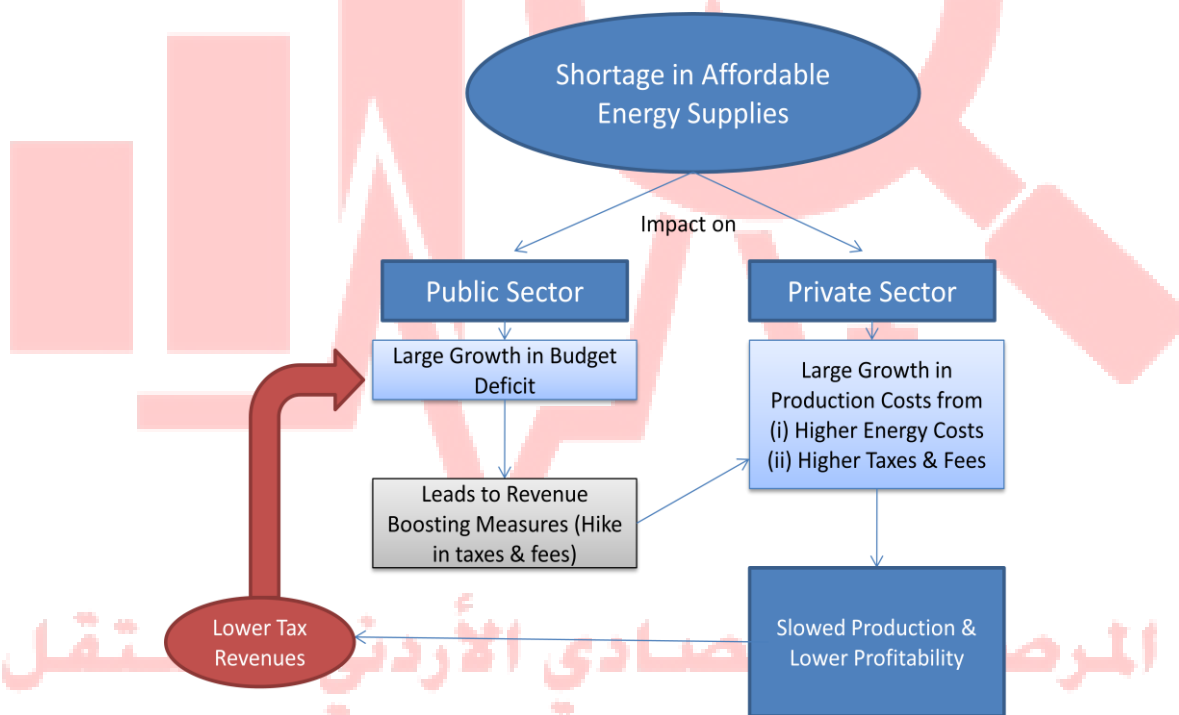 Shortage in Affordable
Energy Supplies
Impact on
Public Sector
Private Sector
Large Growth in Budget
Deficit
Large Growth in
Production Costs from
(i) Higher Energy Costs
(ii) Higher Taxes & Fees
Leads to Revenue
Boosting Measures (Hike
in taxes & fees)
Lower Tax
Revenues
Slowed Production &
Lower Profitability
الأردني